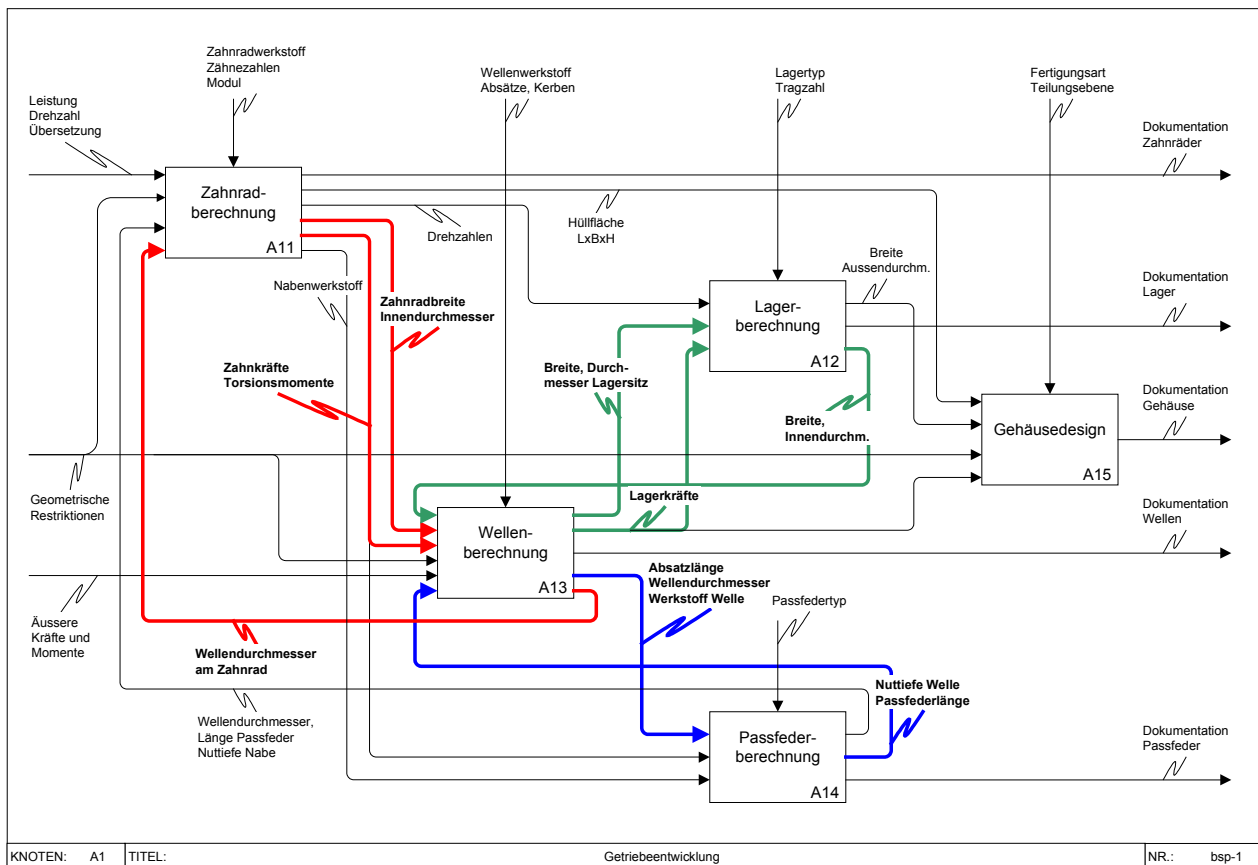 Zahnradwerkstoff
Zähnezahlen
Modul
Wellenwerkstoff
Absätze, Kerben
Lagertyp
Tragzahl
Fertigungsart
Teilungsebene
Leistung
Drehzahl
Übersetzung
Dokumentation
Zahnräder
Zahnrad-
berechnung
A11
Drehzahlen
Hüllfläche
LxBxH
Breite
Aussendurchm.
Nabenwerkstoff
Zahnradbreite
Innendurchmesser
Lager-
berechnung
A12
Dokumentation
Lager
Zahnkräfte
Torsionsmomente
Breite, Durch-
messer Lagersitz
Breite,
Innendurchm.
Gehäusedesign
A15
Dokumentation
Gehäuse
Geometrische
Restriktionen
Lagerkräfte
Dokumentation
Wellen
Wellen-
berechnung
A13
Absatzlänge
Wellendurchmesser
Werkstoff Welle
Passfedertyp
Äussere
Kräfte und
Momente
Wellendurchmesser
am Zahnrad
Nuttiefe Welle
Passfederlänge
Wellendurchmesser,
Länge Passfeder
Nuttiefe Nabe
Passfeder-
berechnung
A14
Dokumentation
Passfeder
KNOTEN: A1 TITEL: Getriebeentwicklung NR.: bsp-1